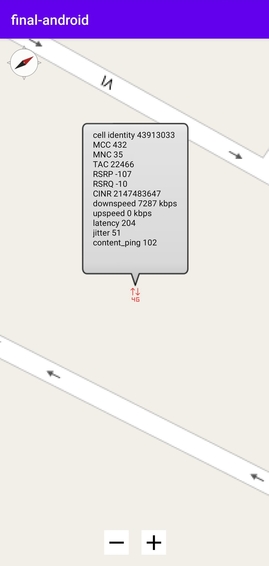 final-android
cell identity 43913033
MCC 432
MNC 35
TAC 22466
RSRP -107
RSRQ -10
CINR 2147483647
downspeed 7287 kbps
upspeed 0 kbps
latency 204
jitter 51
content_ping 102
4G